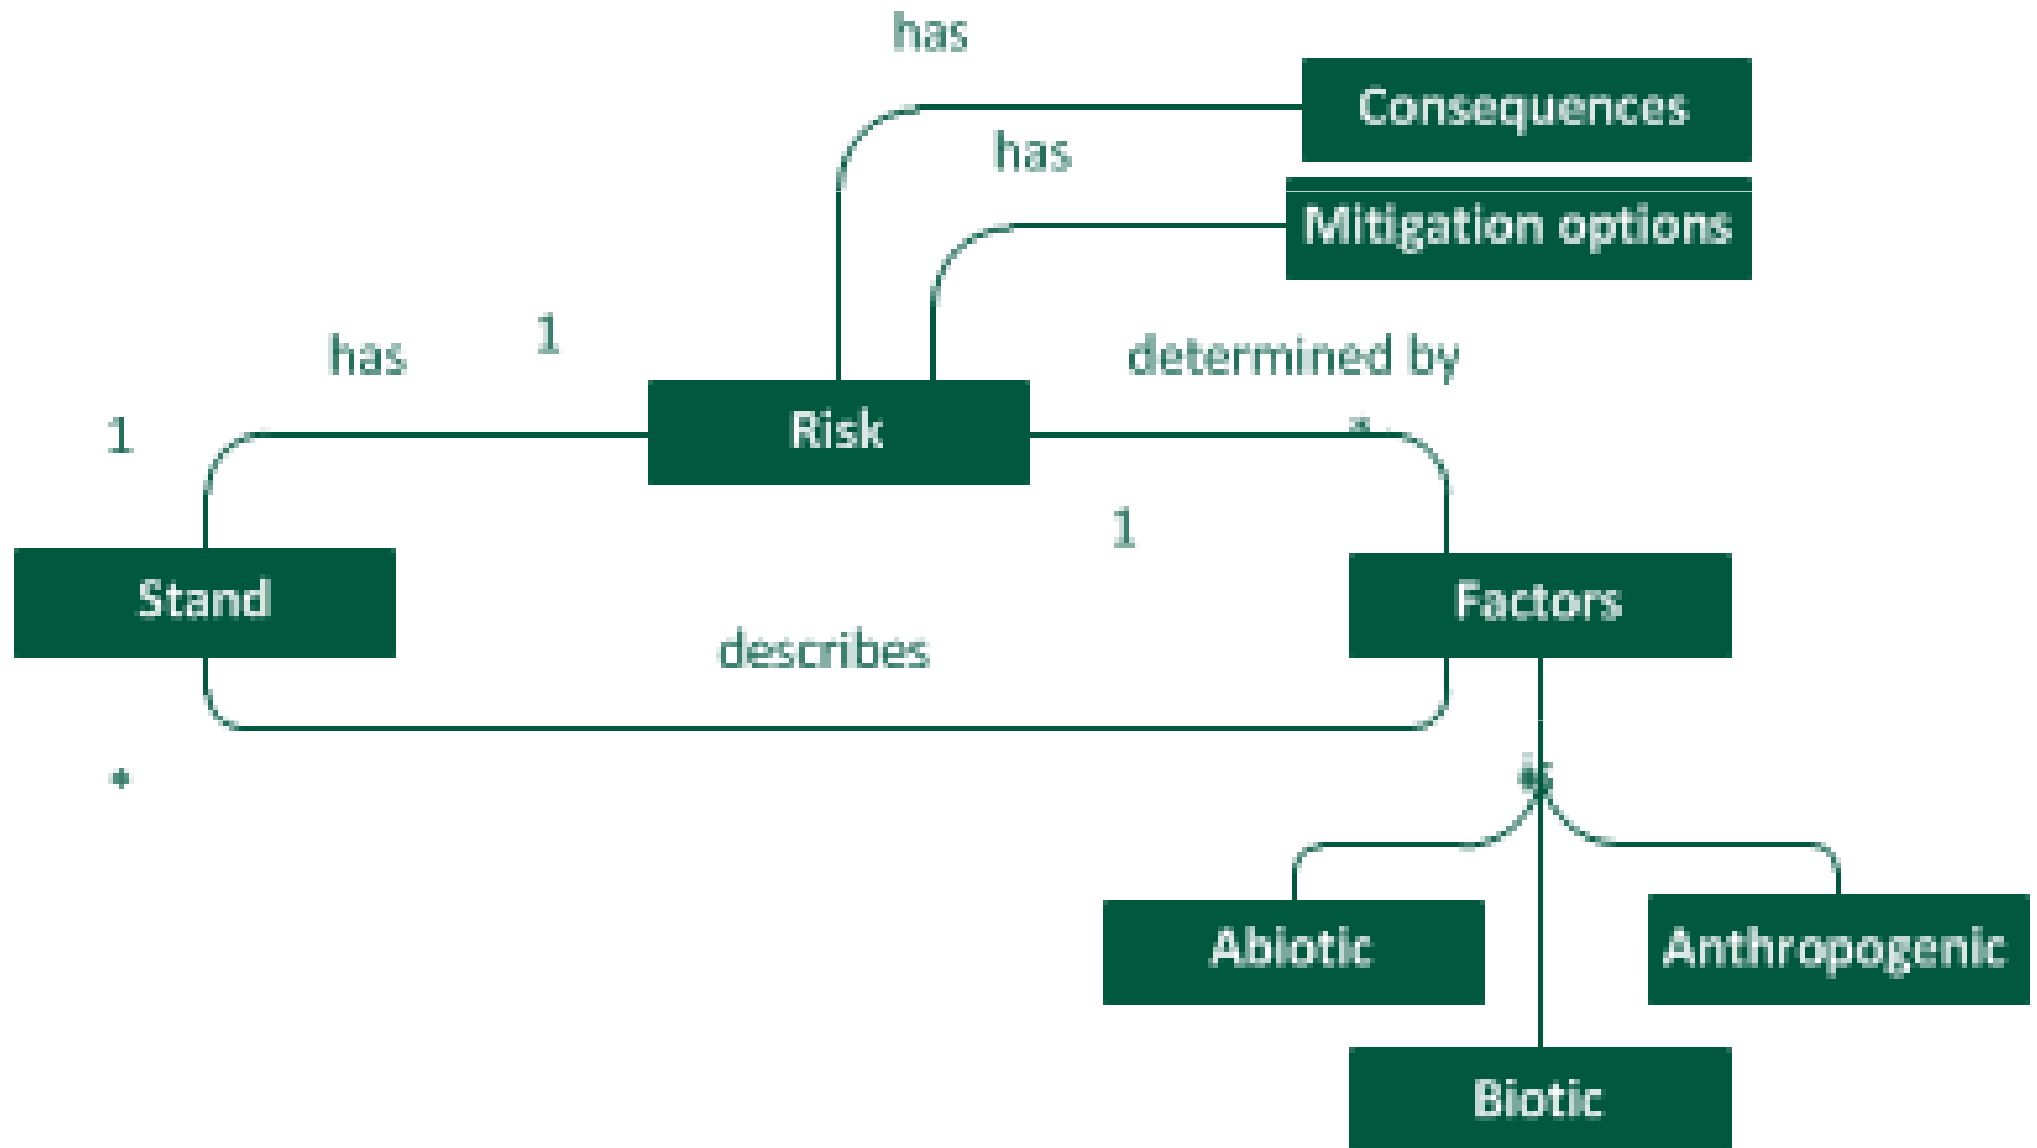 has
Consequences
has
Mitigation options
1
has
determined by
1
*
Risk
1
Stand
Factors
describes
*
Abiotic
Anthropogenic
Biotic